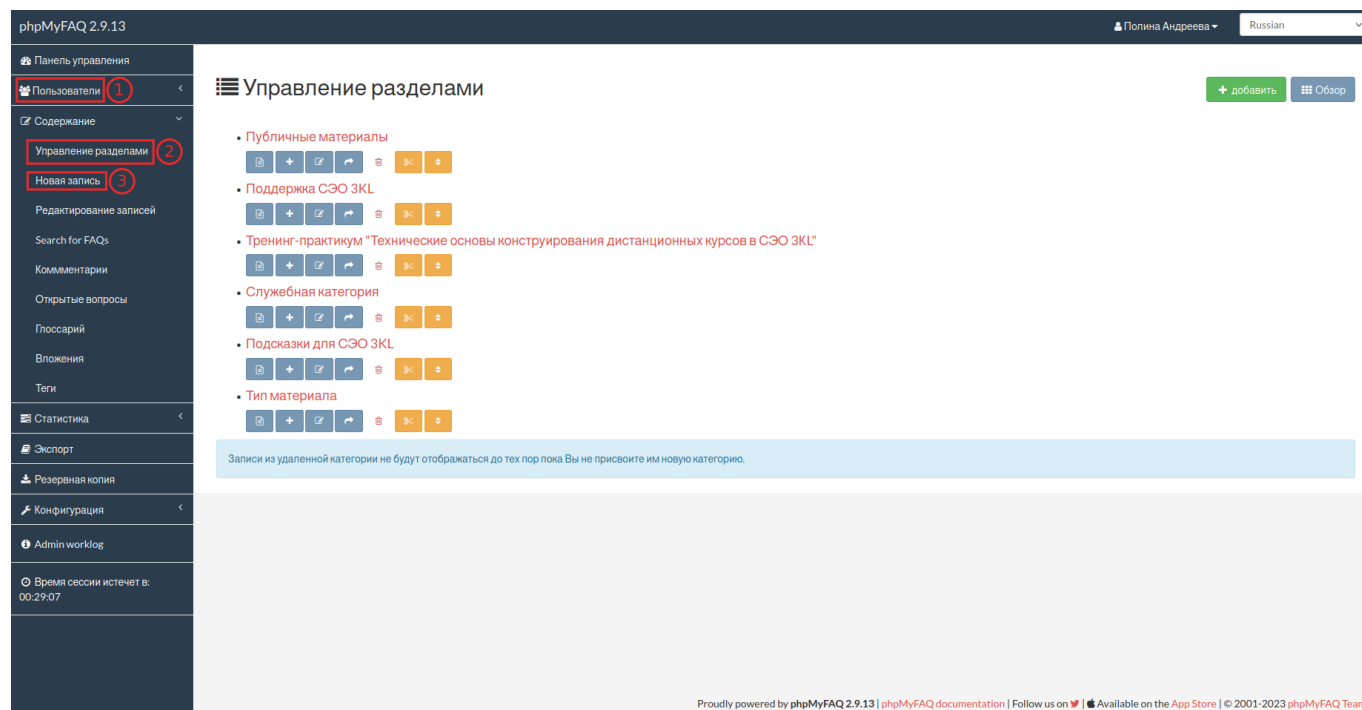 phpMyFAQ 2.9.13
Полина Андреева
Russian
Панель управления
Пользователи
1
Содержание
Управление разделами
2
Новая запись
3
Редактирование записей
Search for FAQs
Коммментарии
Открытые вопросы
Глоссарий
Вложения
Теги
Статистика
Экспорт
Резервная копия
Конфигурация
Admin worklog
Время сессии истечет в:
00:29:07
Управление разделами
добавить
Обзор
Публичные материалы
Поддержка СЭО 3KL
Тренинг-практикум "Технические основы конструирования дистанционных курсов в СЭО 3KL"
Служебная категория
Подсказки для СЭО 3KL
Тип материала
Записи из удаленной категории не будут отображаться до тех пор пока Вы не присвоите им новую категорию.
Proudly powered by phpMyFAQ 2.9.13 | phpMyFAQ documentation | Follow us on | Available on the App Store | © 2001-2023 phpMyFAQ Team